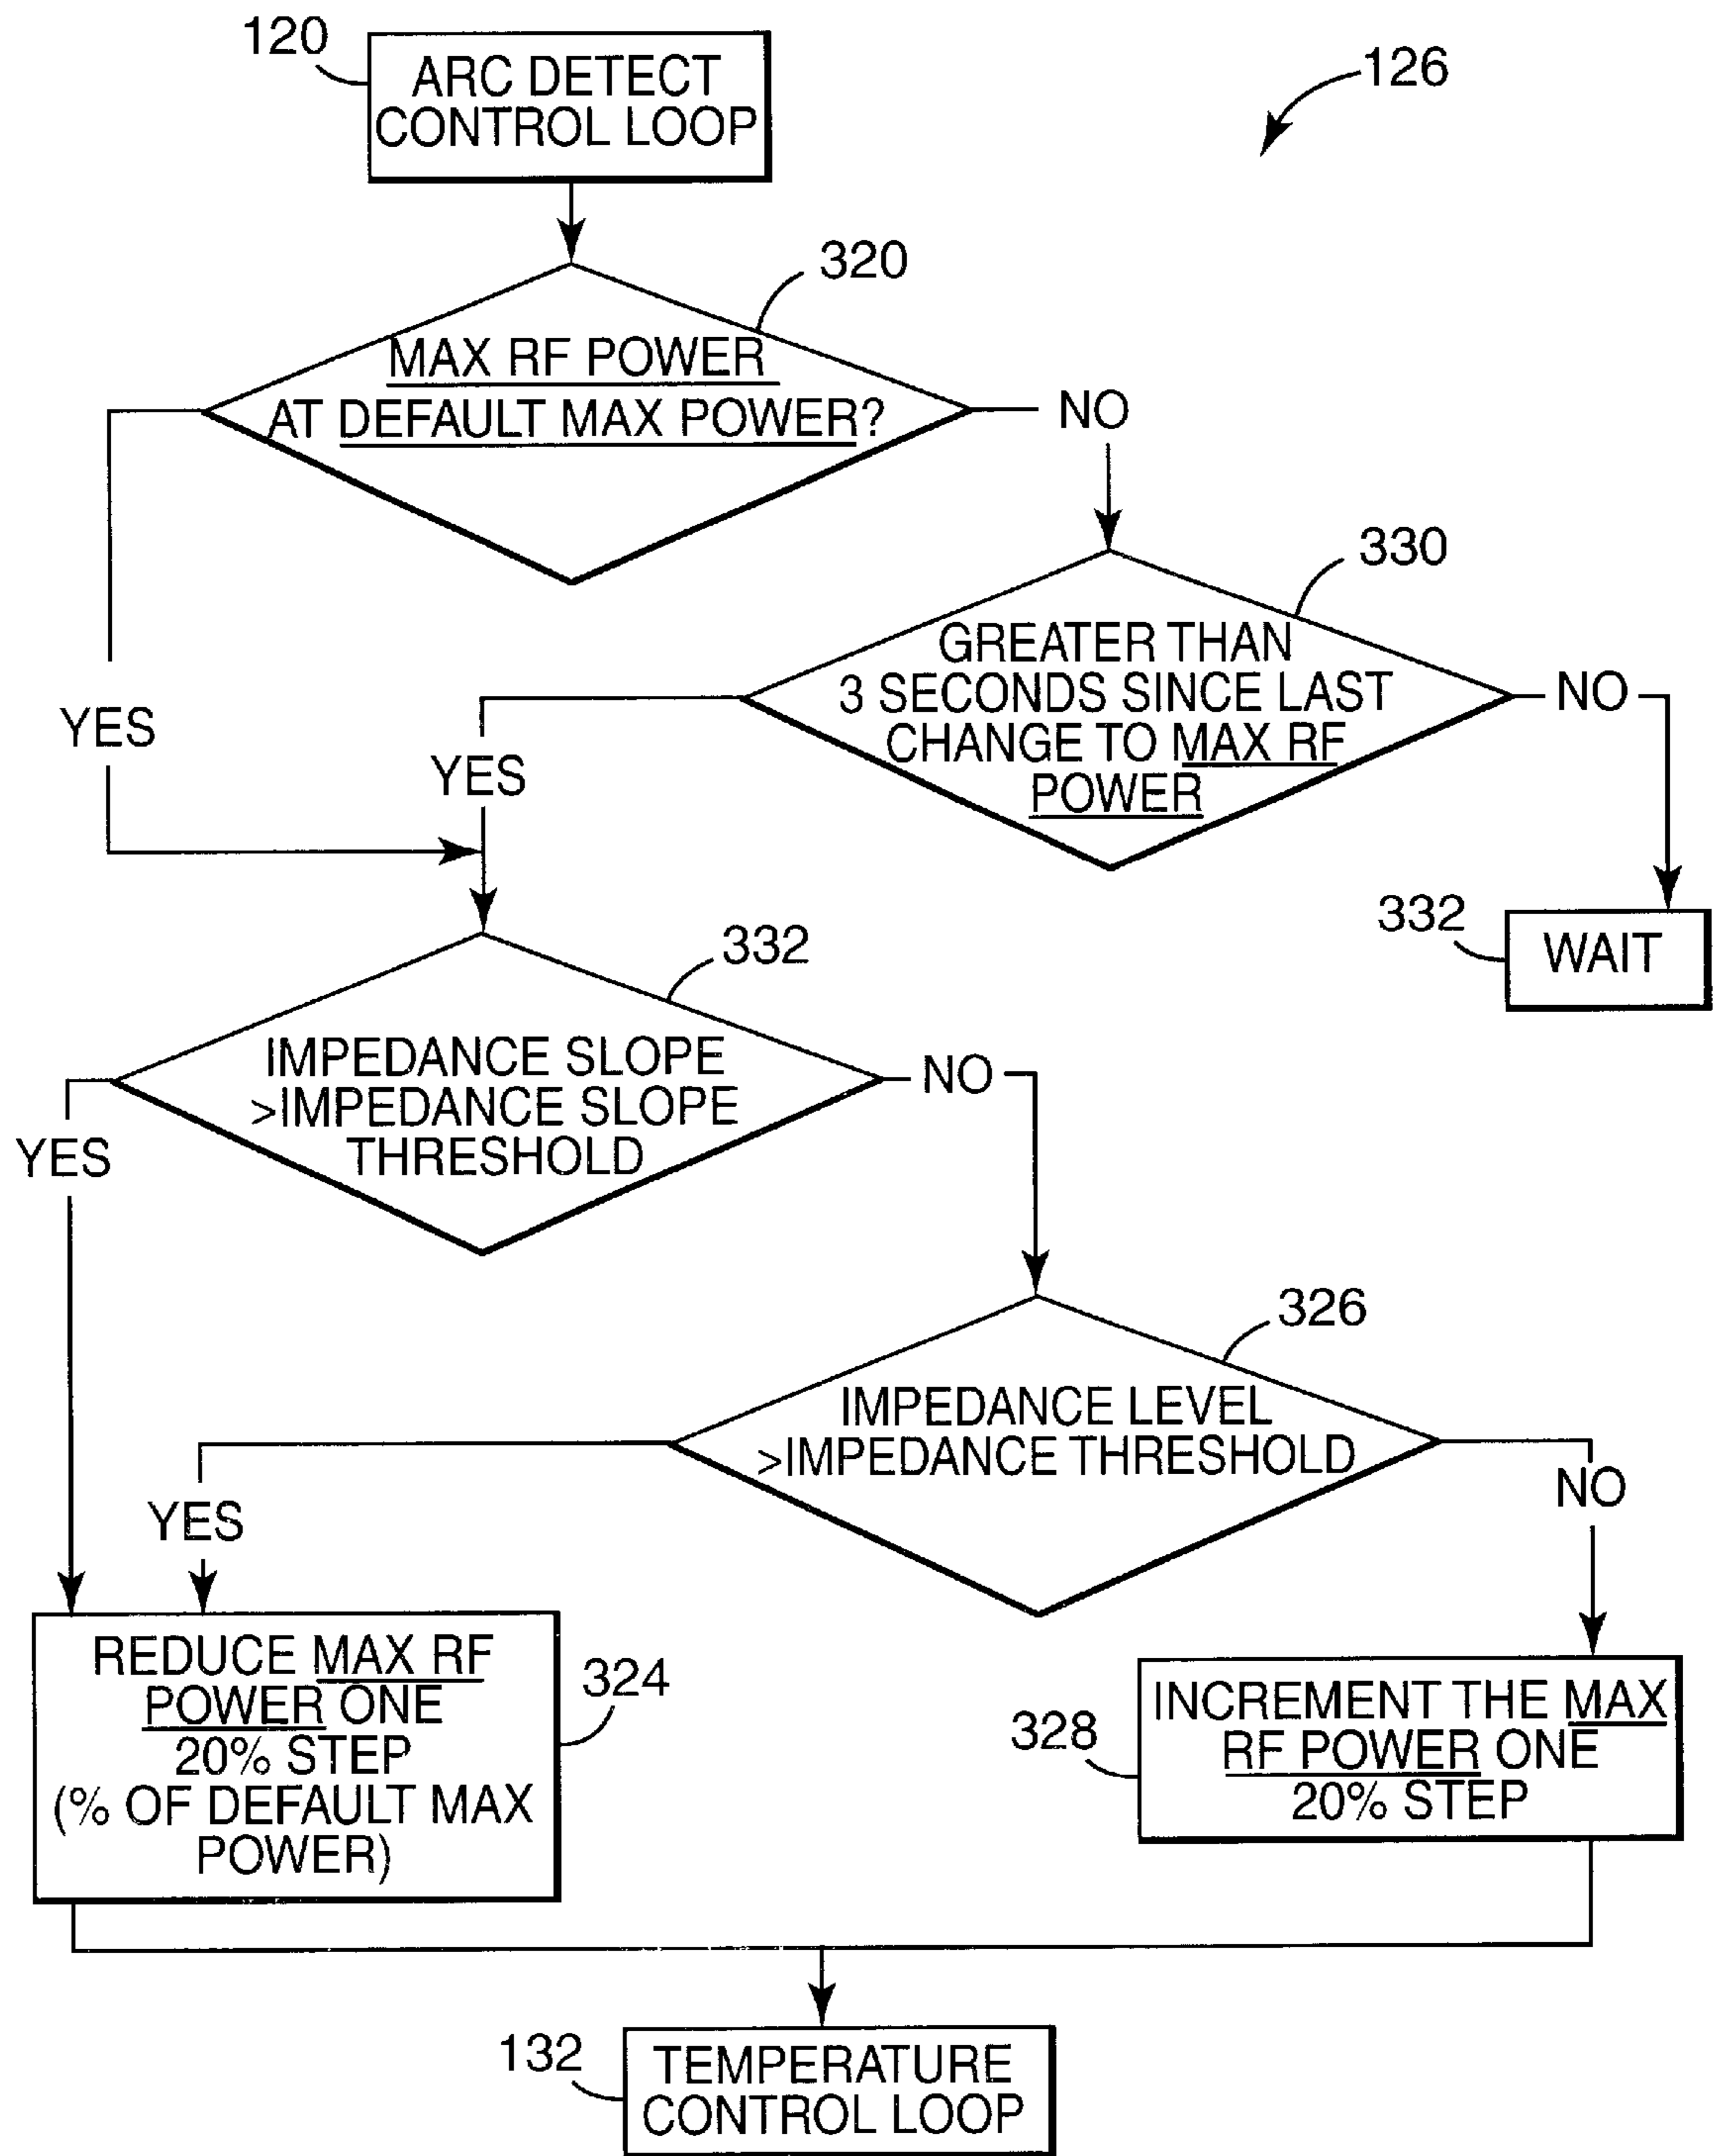 120
ARC DETECT
CONTROL LOOP
126
320
MAX RF POWER
AT DEFAULT MAX POWER?
NO
330
GREATER THAN
3 SECONDS SINCE LAST
CHANGE TO MAX RF
POWER
NO
YES
YES
332
WAIT
332
IMPEDANCE SLOPE
>IMPEDANCE SLOPE
THRESHOLD
NO
YES
326
IMPEDANCE LEVEL
>IMPEDANCE THRESHOLD
YES
NO
REDUCE MAX RF
POWER ONE
20% STEP
(% OF DEFAULT MAX
POWER)
324
328
INCREMENT THE MAX
RF POWER ONE
20% STEP
132
TEMPERATURE
CONTROL LOOP